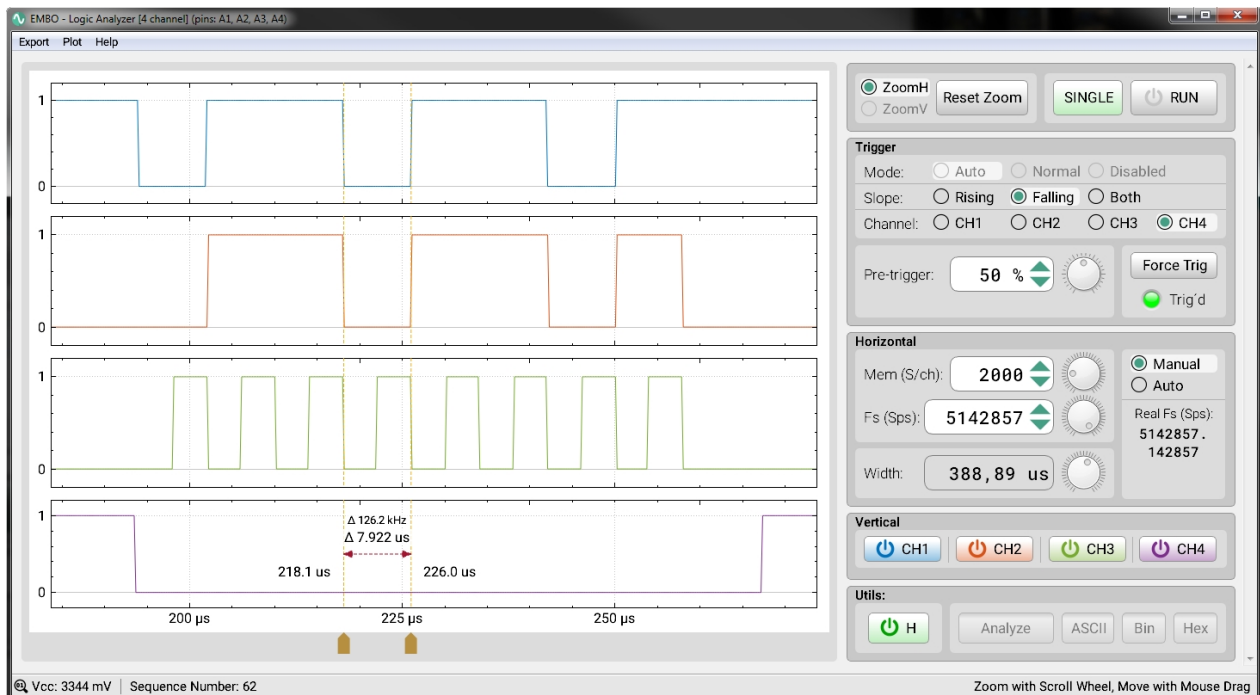 EMBO - Logic Analyzer [4 channel] (pins: A1, A2, A3, A4)
Export Plot Help
1
0
1
0
1
0
1
0
Δ 126.2 kHz
Δ 7.922 us
218.1 us 226.0 us
200 µs 225 µs 250 µs
ZoomH
ZoomV
Reset Zoom
SINGLE
RUN
Trigger
Mode: Auto Normal Disabled
Slope: Rising Falling Both
Channel: CH1 CH2 CH3 CH4
Pre-trigger: 50 %
Force Trig
Trig´d
Horizontal
Mem (S/ch): 2000
Fs (Sps): 5142857
Width: 388,89 us
Manual
Auto
Real Fs (Sps):
5142857.
142857
Vertical
CH1 CH2 CH3 CH4
Utils:
H Analyze ASCII Bin Hex
Vcc: 3344 mV Sequence Number: 62 Zoom with Scroll Wheel, Move with Mouse Drag